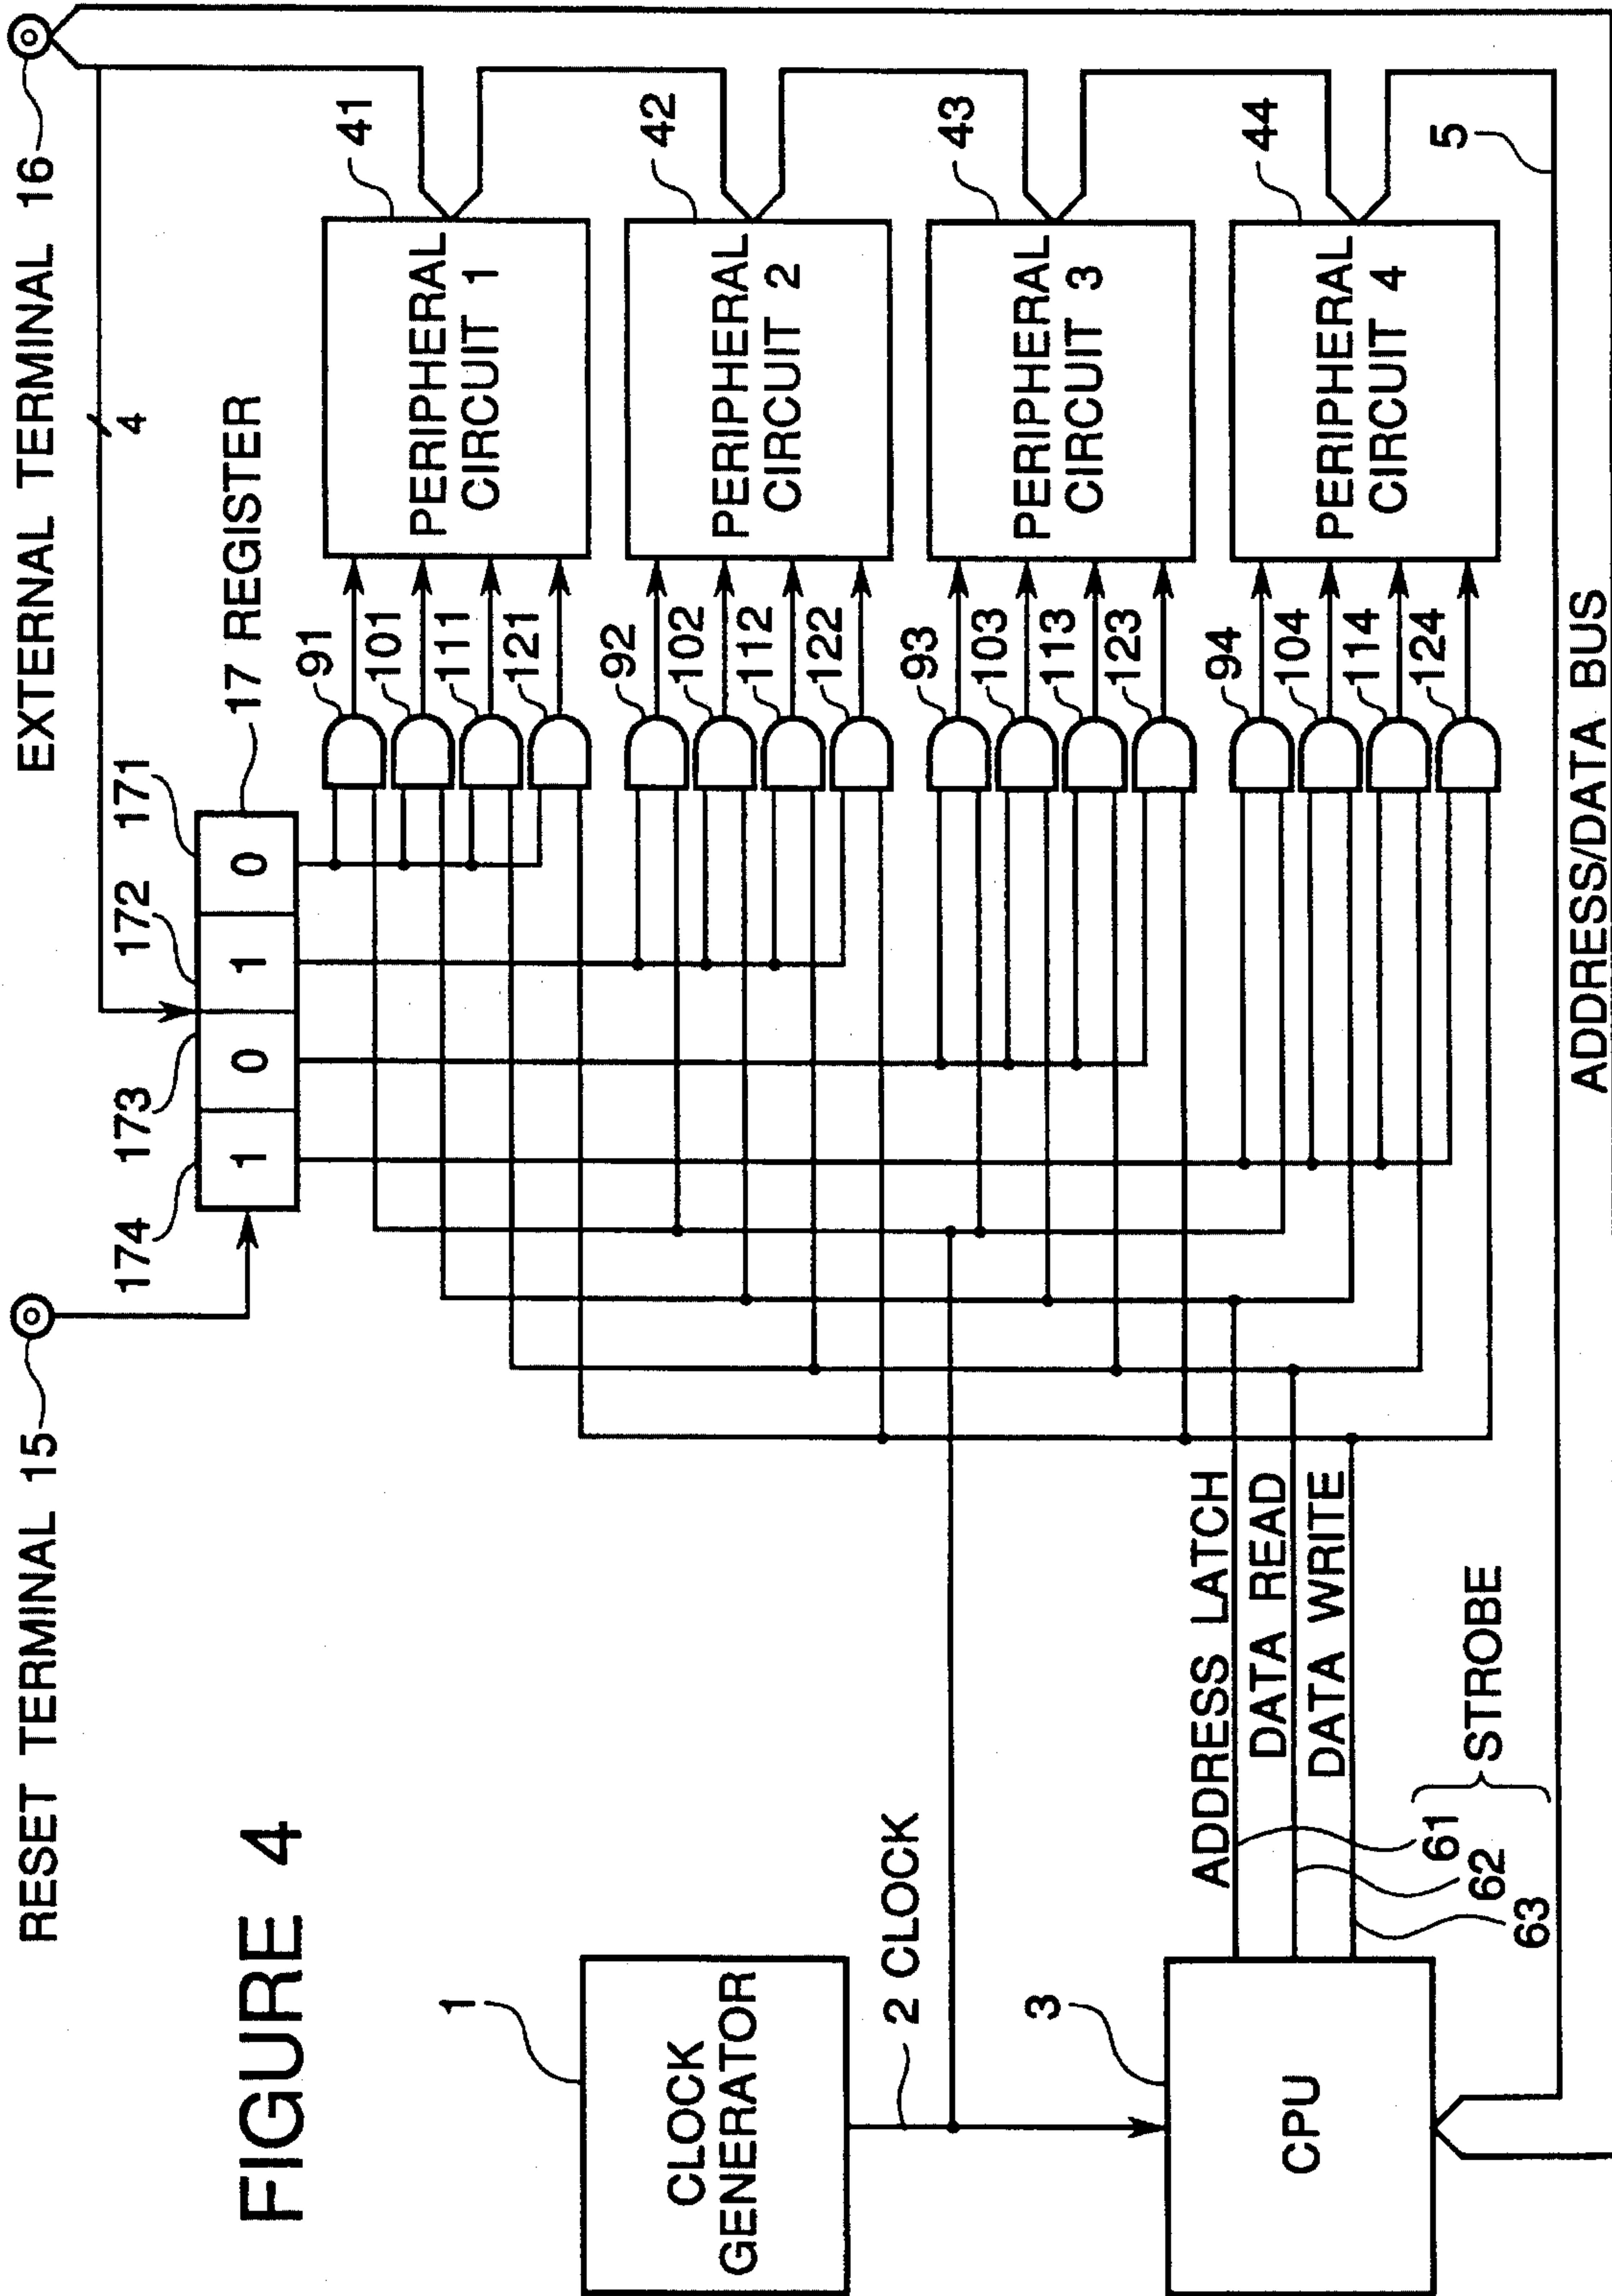 FIGURE 4
RESET TERMINAL 15
EXTERNAL TERMINAL 16
4
174
173
172
171
17 REGISTER
1
0
1
0
1
CLOCK
GENERATOR
2 CLOCK
3
CPU
ADDRESS LATCH
DATA READ
DATA WRITE
61
62
63
STROBE
91
101
111
121
41
PERIPHERAL
CIRCUIT 1
92
102
112
122
42
PERIPHERAL
CIRCUIT 2
93
103
113
123
43
PERIPHERAL
CIRCUIT 3
94
104
114
124
44
PERIPHERAL
CIRCUIT 4
5
ADDRESS/DATA BUS